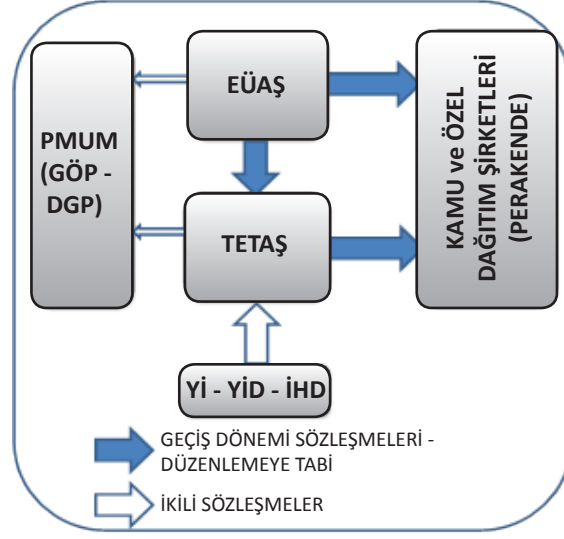 PMUM
(GÖP -
DGP)
EÜAŞ
TETAŞ
KAMU ve ÖZEL
DAĞITIM ŞİRKETLERİ
(PERAKENDE)
Yİ - YİD - İHD
GEÇİŞ DÖNEMİ SÖZLEŞMELERİ -
DÜZENLEMEYE TABİ
İKİLİ SÖZLEŞMELER